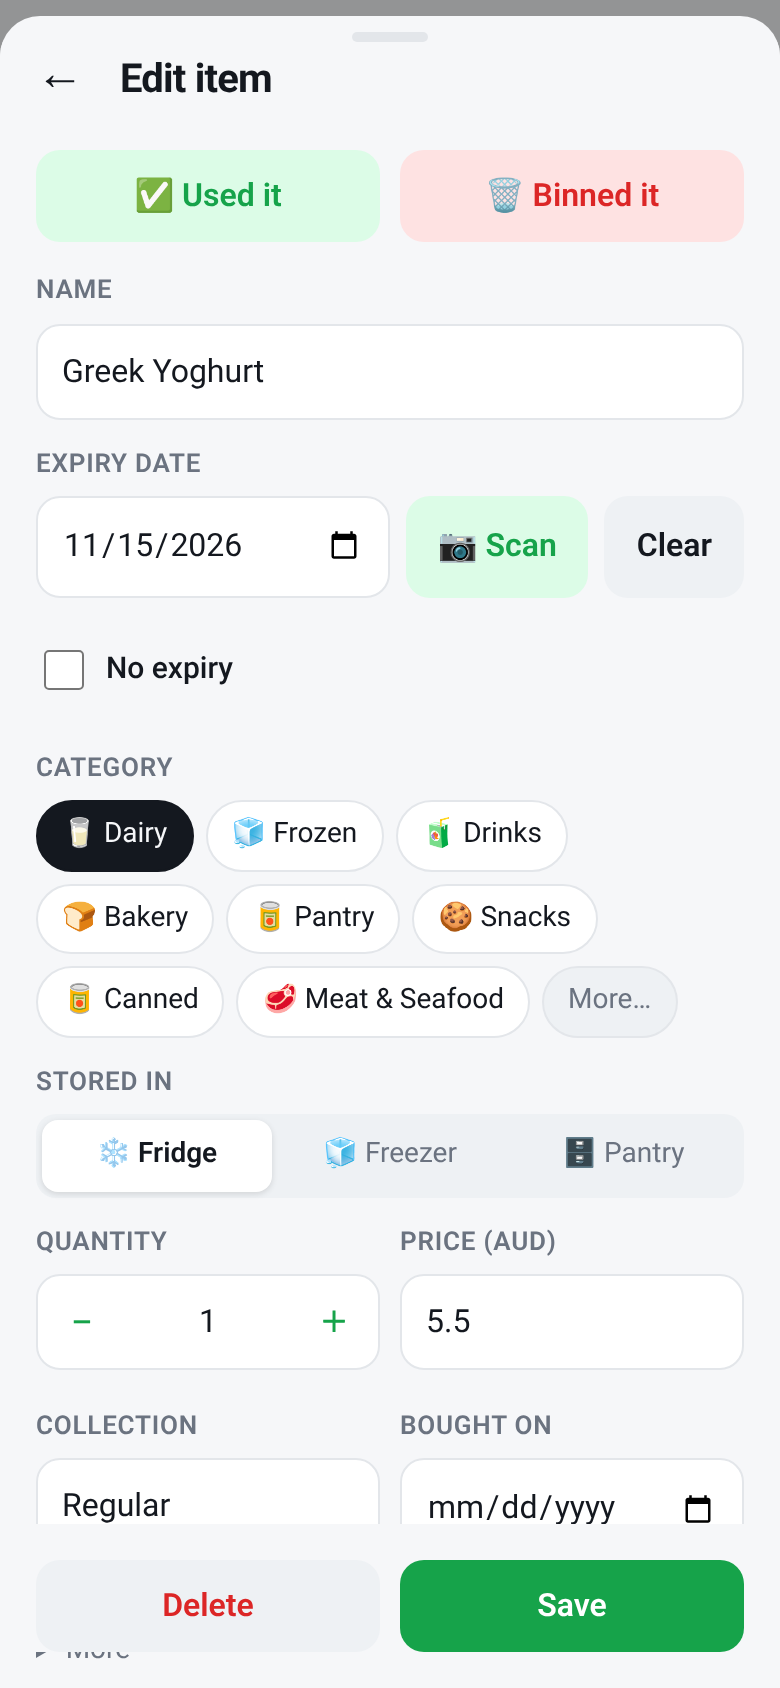 Edit item
Used it
Binned it
NAME
Greek Yoghurt
EXPIRY DATE
11/15/2026
Scan
Clear
No expiry
CATEGORY
Dairy
Frozen
Drinks
Bakery
Pantry
Snacks
Canned
Meat & Seafood
More...
STORED IN
Fridge
Freezer
Pantry
QUANTITY
PRICE (AUD)
− 1 +
5.5
COLLECTION
BOUGHT ON
Regular
mm/dd/yyyy
Delete
Save
More